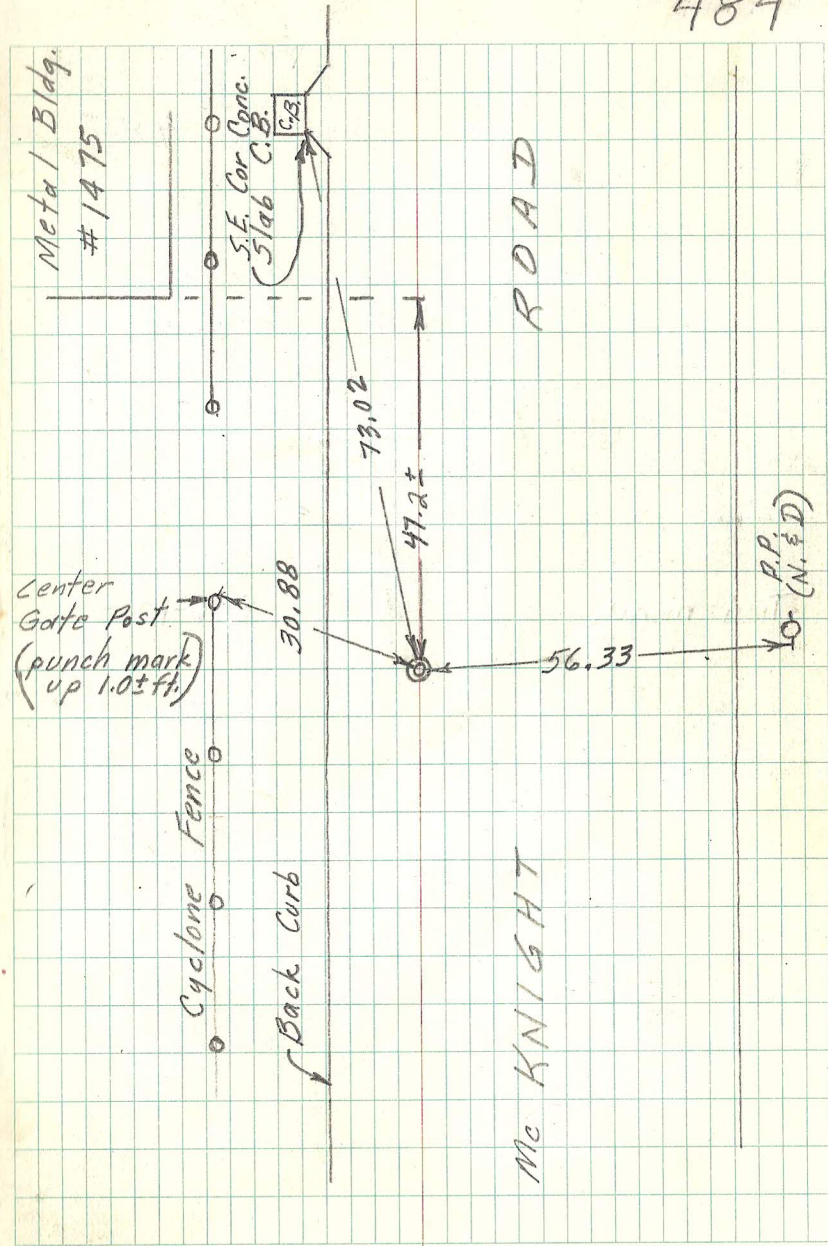 484
Metal Bldg.
# 1475
S.E. Cor Conc.
Slab C.B.
C.B.
ROAD
73.02
47.2±
Center
Gate Post
(punch mark
up 1.0± ft.)
30.88
56.33
P.P.
(N. & D)
Cyclone Fence
Back Curb
Mc KNIGHT